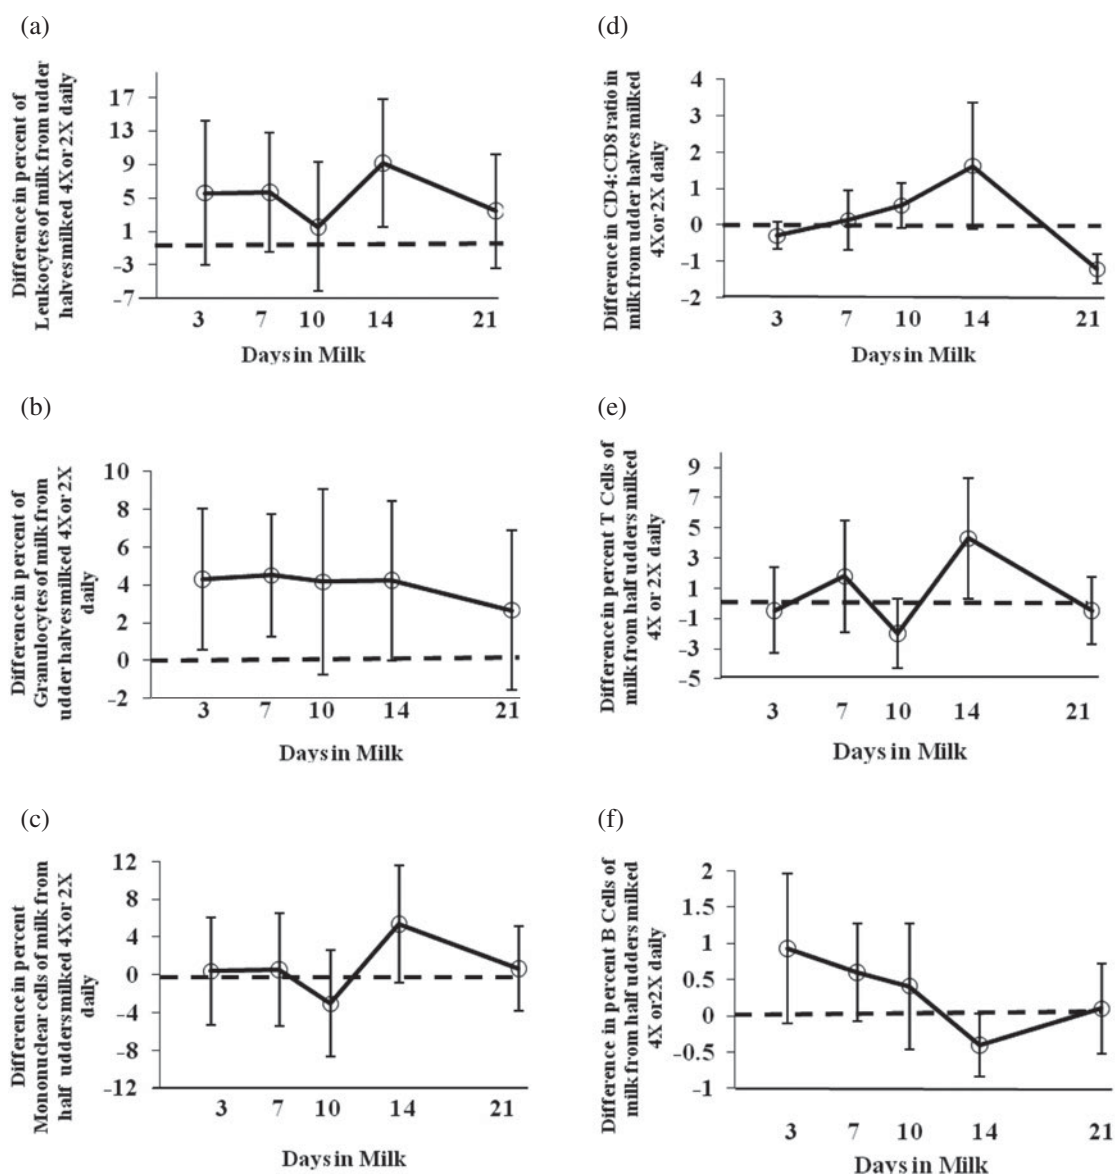 (a)
Difference in percent of
Leukocytes of milk from udder
halves milked 4X or 2X daily
17
13
9
5
1
-3
-7
3 7 10 14 21
Days in Milk
(b)
Difference in percent of
Granulocytes of milk from
udder halves milked 4X or 2X
daily
10
8
6
4
2
0
-2
3 7 10 14 21
Days in Milk
(c)
Difference in percent
Mononuclear cells of milk from
half udders milked 4X or 2X
daily
12
8
4
0
-4
-8
-12
3 7 10 14 21
Days in Milk
(d)
Difference in CD4:CD8 ratio in
milk from udder halves milked
4X or 2X daily
4
3
2
1
0
-1
-2
3 7 10 14 21
Days in Milk
(e)
Difference in percent T Cells of
milk from half udders milked
4X or 2X daily
9
7
5
3
1
-1
-3
-5
3 7 10 14 21
Days in Milk
(f)
Difference in percent B Cells of
milk from half udders milked
4X or 2X daily
2
1.5
1
0.5
0
-0.5
-1
3 7 10 14 21
Days in Milk